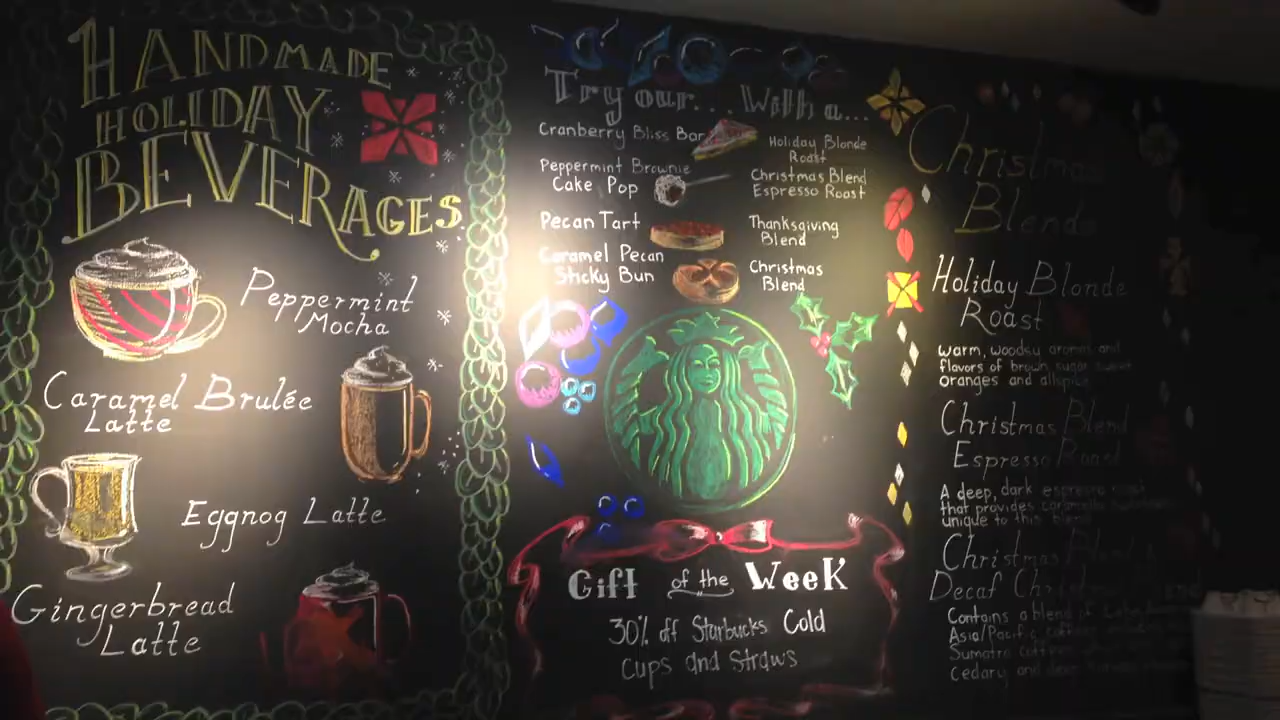 HANDMADE
HOLIDAY
BEVERAGES
Peppermint
Mocha
Caramel Brulée
Latte
Eggnog Latte
Gingerbread
Latte
Try our... With a...
Cranberry Bliss Bar
Holiday Blonde
Roast
Peppermint Brownie
Cake Pop
Christmas Blend
Espresso Roast
Pecan Tart
Thanksgiving
Blend
Caramel Pecan
Sticky Bun
Christmas
Blend
Gift of the Week
30% off Starbucks Cold
cups and straws
Christmas
Blends
Holiday Blonde
Roast
warm, woodsy aromas and
flavors of brown sugar
oranges and allspice
Christmas Blend
Espresso Roast
A deep, dark espresso roast
that provides
unique to this blend
Christmas Blend
Decaf
Contains a blend of
Asia/Pacific
Sumatra
Cedary and